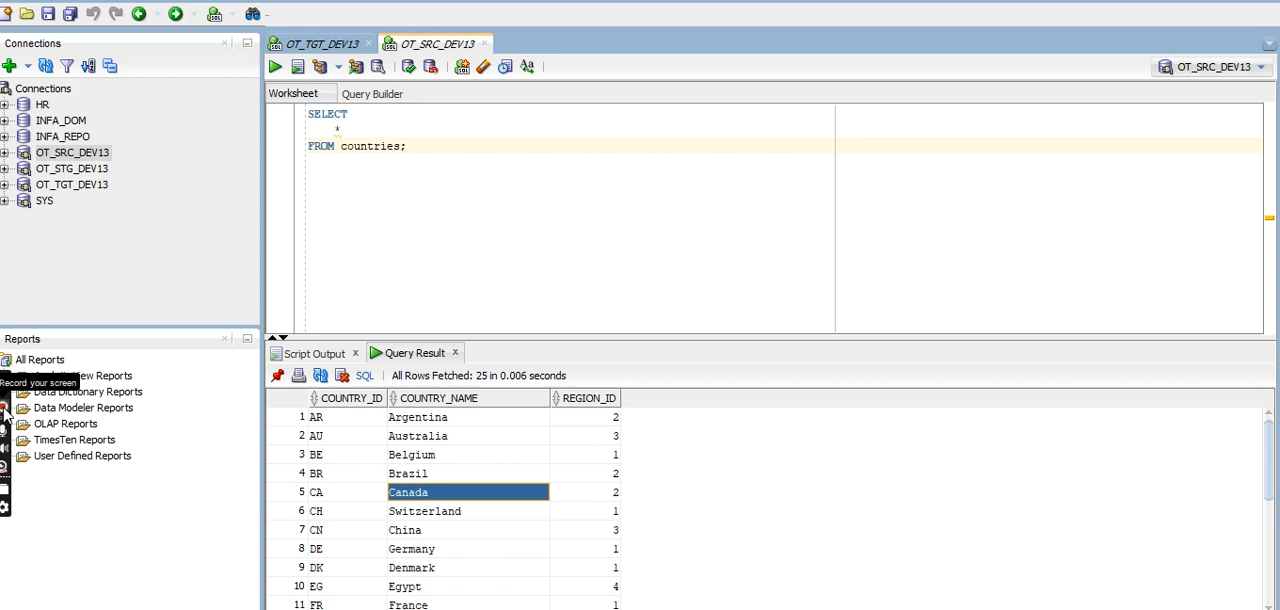 Connections
OT_TGT_DEV13
OT_SRC_DEV13
OT_SRC_DEV13
Worksheet
Query Builder
Connections
HR
INFA_DOM
INFA_REPO
OT_SRC_DEV13
OT_STG_DEV13
OT_TGT_DEV13
SYS
SELECT
*
FROM countries;
Reports
All Reports
Record your screen
View Reports
Data Dictionary Reports
Data Modeler Reports
OLAP Reports
TimesTen Reports
User Defined Reports
Script Output
Query Result
SQL
All Rows Fetched: 25 in 0.006 seconds
COUNTRY_ID COUNTRY_NAME REGION_ID
1 AR Argentina 2
2 AU Australia 3
3 BE Belgium 1
4 BR Brazil 2
5 CA Canada 2
6 CH Switzerland 1
7 CN China 3
8 DE Germany 1
9 DK Denmark 1
10 EG Egypt 4
11 FR France 1